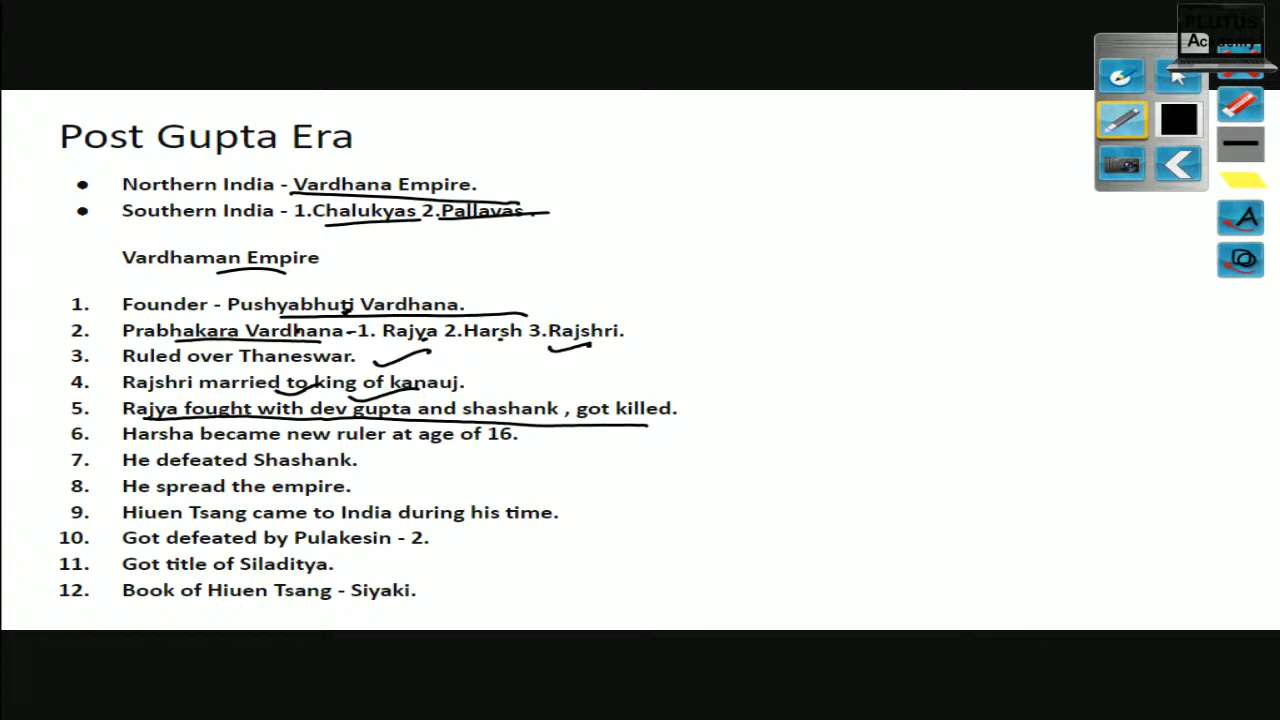 PLUTUS
Academy
Post Gupta Era
• Northern India - Vardhana Empire.
• Southern India - 1.Chalukyas 2.Pallavas .
Vardhaman Empire
1. Founder - Pushyabhuti Vardhana.
2. Prabhakara Vardhana -1. Rajya 2.Harsh 3.Rajshri.
3. Ruled over Thaneswar.
4. Rajshri married to king of kanauj.
5. Rajya fought with dev gupta and shashank , got killed.
6. Harsha became new ruler at age of 16.
7. He defeated Shashank.
8. He spread the empire.
9. Hiuen Tsang came to India during his time.
10. Got defeated by Pulakesin - 2.
11. Got title of Siladitya.
12. Book of Hiuen Tsang - Siyaki.
A